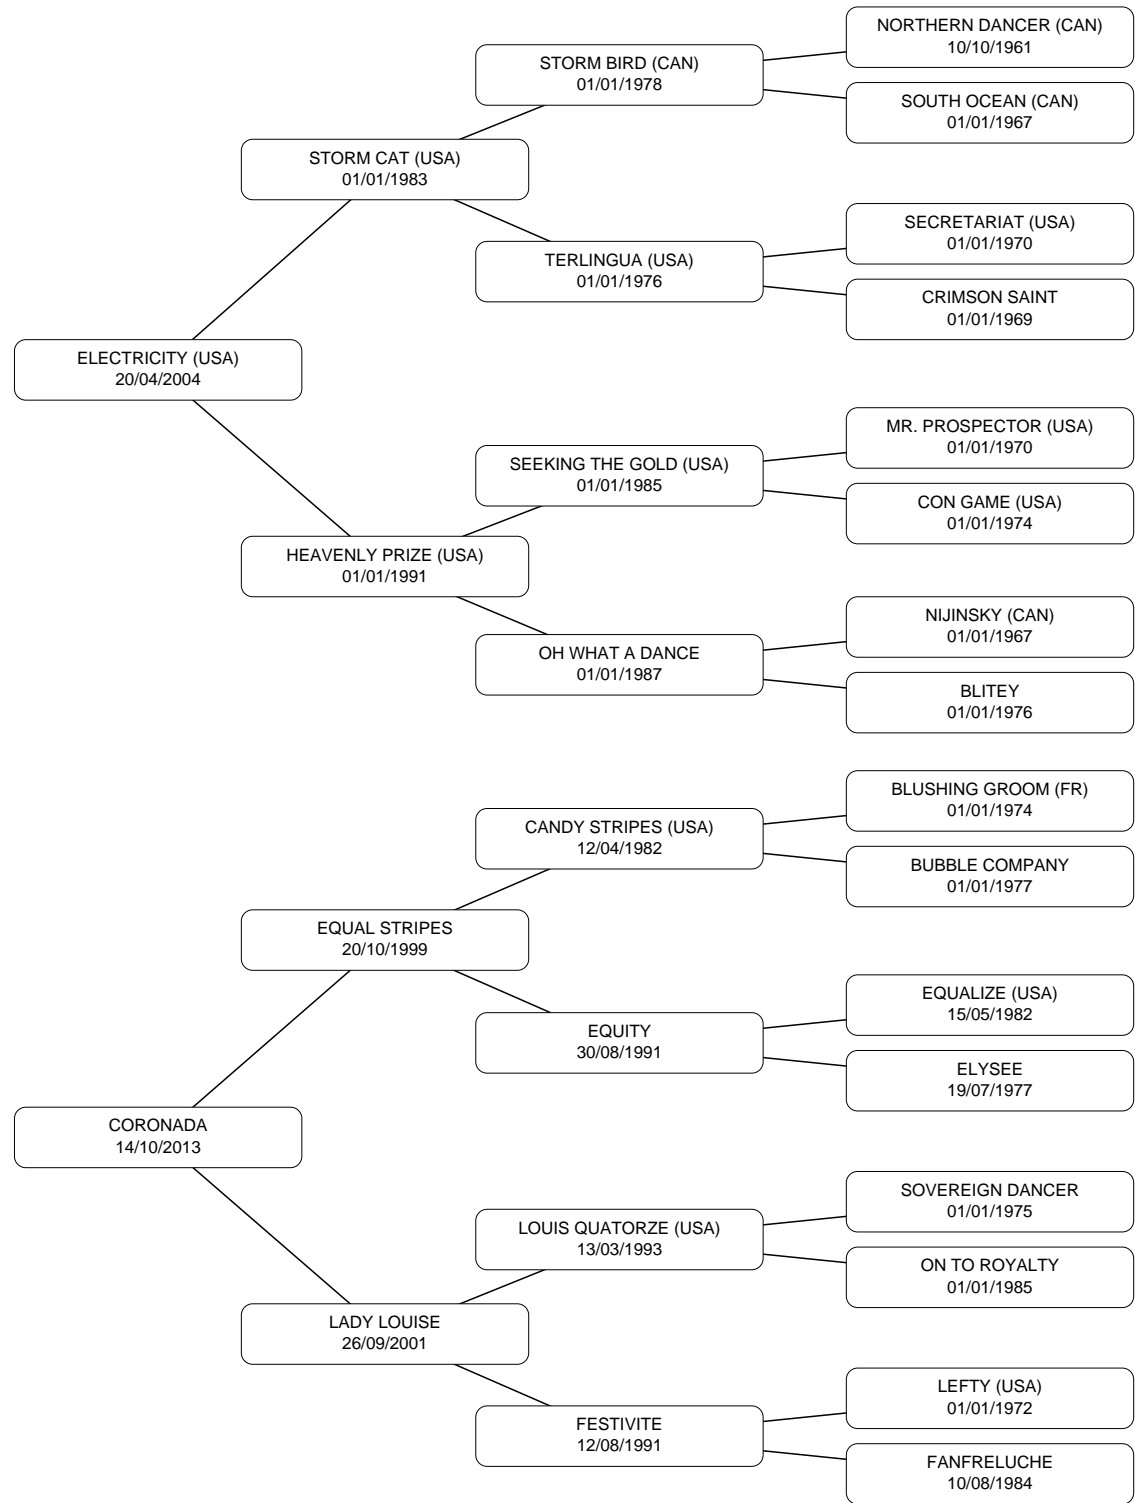 NORTHERN DANCER (CAN)
10/10/1961
STORM BIRD (CAN)
01/01/1978
SOUTH OCEAN (CAN)
01/01/1967
STORM CAT (USA)
01/01/1983
SECRETARIAT (USA)
01/01/1970
TERLINGUA (USA)
01/01/1976
CRIMSON SAINT
01/01/1969
ELECTRICITY (USA)
20/04/2004
MR. PROSPECTOR (USA)
01/01/1970
SEEKING THE GOLD (USA)
01/01/1985
CON GAME (USA)
01/01/1974
HEAVENLY PRIZE (USA)
01/01/1991
NIJINSKY (CAN)
01/01/1967
OH WHAT A DANCE
01/01/1987
BLITEY
01/01/1976
BLUSHING GROOM (FR)
01/01/1974
CANDY STRIPES (USA)
12/04/1982
BUBBLE COMPANY
01/01/1977
EQUAL STRIPES
20/10/1999
EQUALIZE (USA)
15/05/1982
EQUITY
30/08/1991
ELYSEE
19/07/1977
CORONADA
14/10/2013
SOVEREIGN DANCER
01/01/1975
LOUIS QUATORZE (USA)
13/03/1993
ON TO ROYALTY
01/01/1985
LADY LOUISE
26/09/2001
LEFTY (USA)
01/01/1972
FESTIVITE
12/08/1991
FANFRELUCHE
10/08/1984